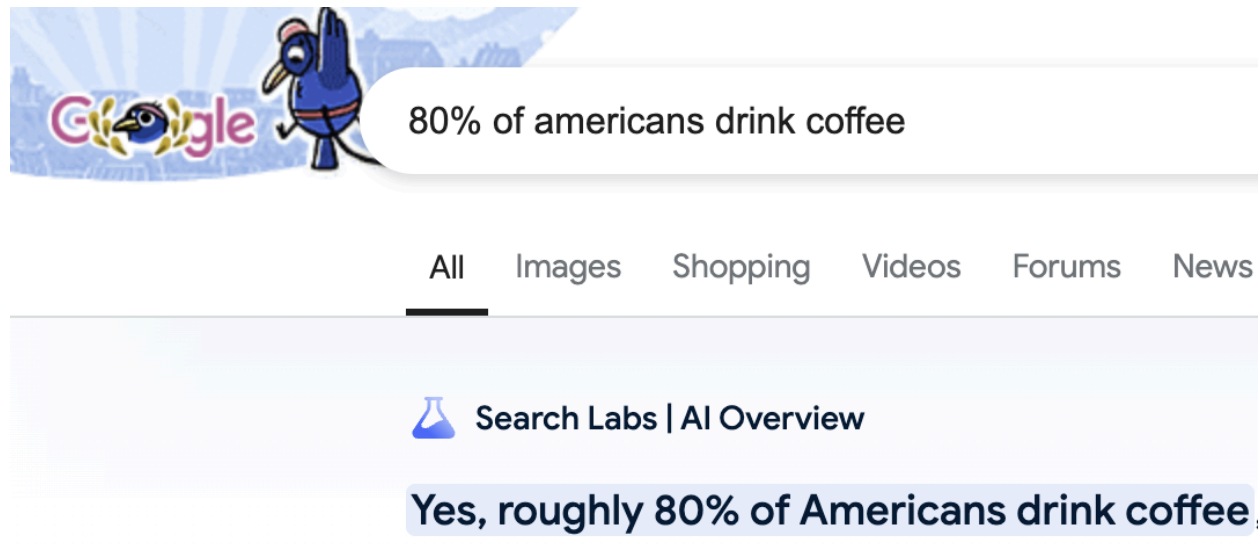 Google
80% of americans drink coffee
All Images Shopping Videos Forums News
Search Labs | AI Overview
Yes, roughly 80% of Americans drink coffee,